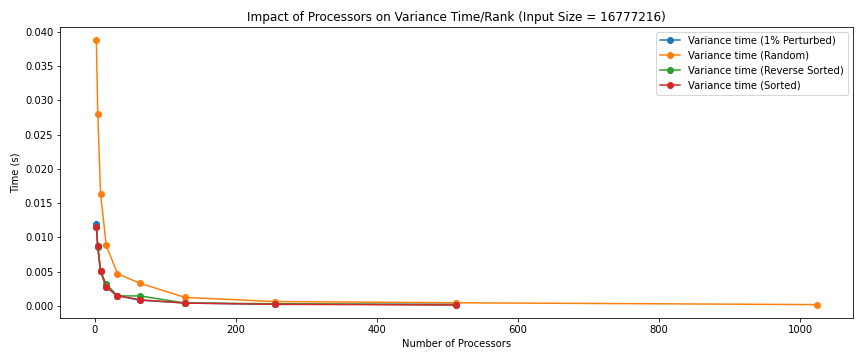 Impact of Processors on Variance Time/Rank (Input Size = 16777216)
Variance time (1% Perturbed)
Variance time (Random)
Variance time (Reverse Sorted)
Variance time (Sorted)
Time (s)
0.040
0.035
0.030
0.025
0.020
0.015
0.010
0.005
0.000
0 200 400 600 800 1000
Number of Processors